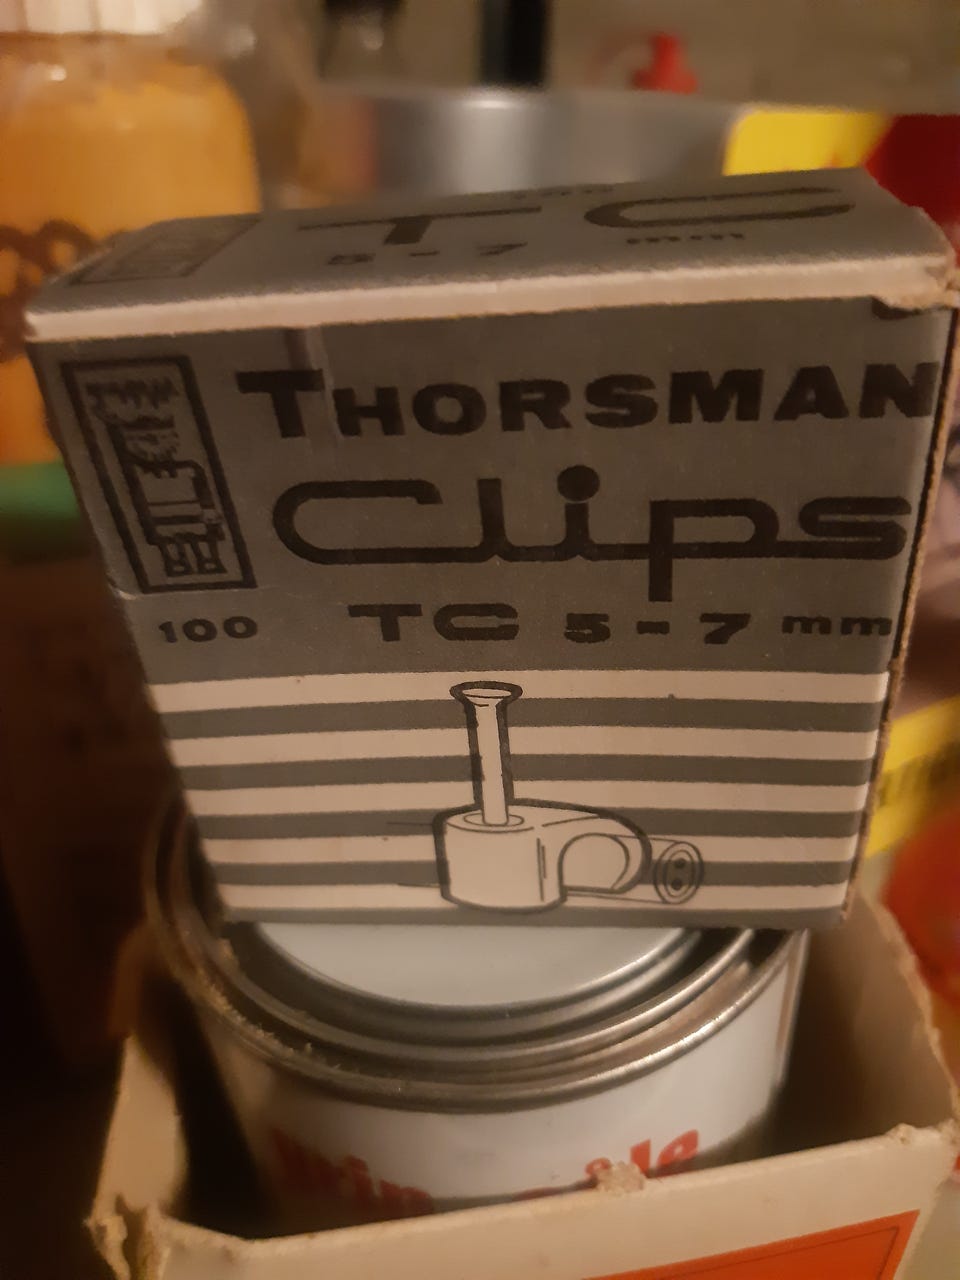 TC
5-7 mm
THORSMAN
Clips
100 TC 5-7 mm